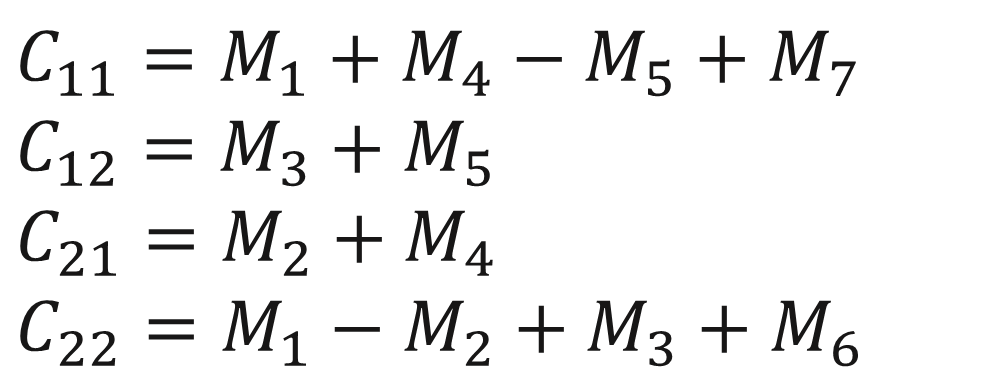 C₁₁ = M₁ + M₄ − M₅ + M₇
C₁₂ = M₃ + M₅
C₂₁ = M₂ + M₄
C₂₂ = M₁ − M₂ + M₃ + M₆